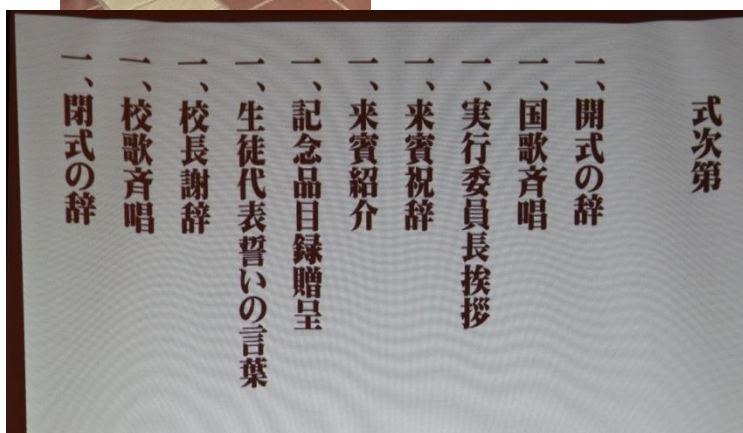 式次第
一、開式の辞
一、国歌斉唱
一、実行委員長挨拶
一、来賓祝辞
一、来賓紹介
一、記念品目録贈呈
一、生徒代表誓いの言葉
一、校長謝辞
一、校歌斉唱
一、閉式の辞